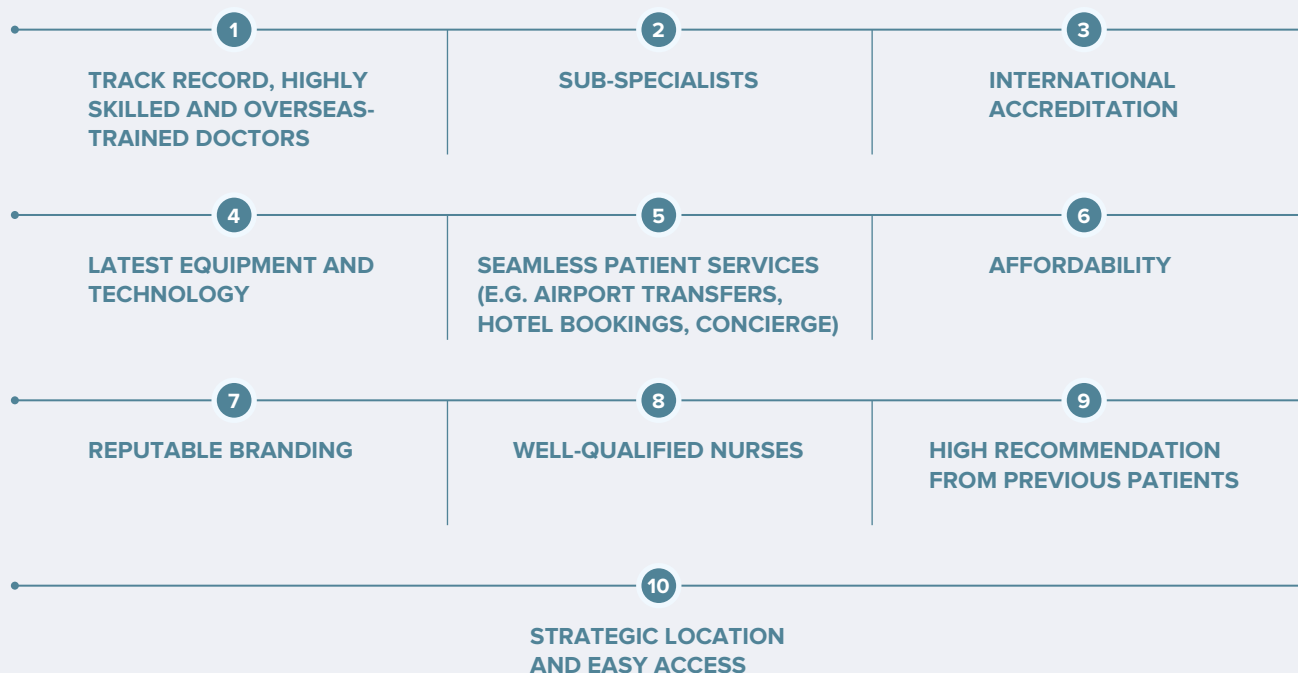 1
TRACK RECORD, HIGHLY
SKILLED AND OVERSEAS-
TRAINED DOCTORS
2
SUB-SPECIALISTS
3
INTERNATIONAL
ACCREDITATION
4
LATEST EQUIPMENT AND
TECHNOLOGY
5
SEAMLESS PATIENT SERVICES
(E.G. AIRPORT TRANSFERS,
HOTEL BOOKINGS, CONCIERGE)
6
AFFORDABILITY
7
REPUTABLE BRANDING
8
WELL-QUALIFIED NURSES
9
HIGH RECOMMENDATION
FROM PREVIOUS PATIENTS
10
STRATEGIC LOCATION
AND EASY ACCESS